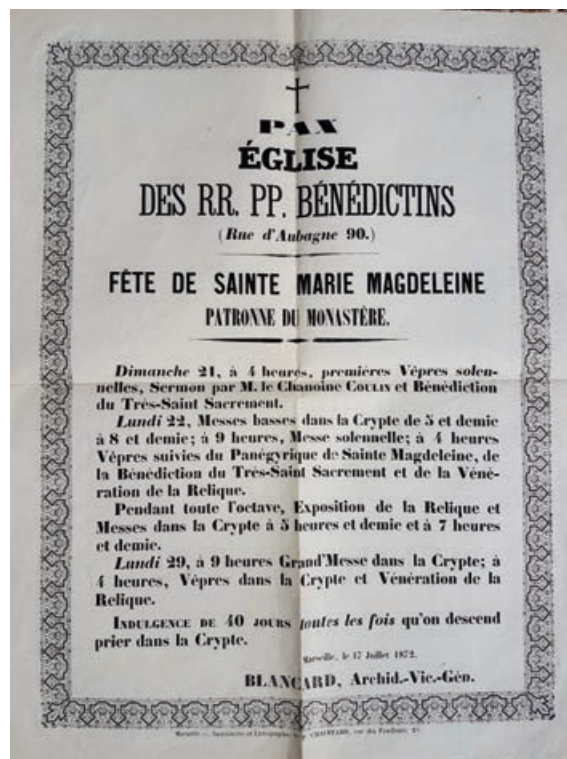 PAX
ÉGLISE
DES RR. PP. BÉNÉDICTINS
(Rue d'Aubagne 90.)
FÊTE DE SAINTE MARIE MAGDELEINE
PATRONNE DU MONASTÈRE.
Dimanche 21, à 4 heures, premières Vêpres solen-
nelles, Sermon par M. le Chanoine COULIN et Bénédiction
du Très-Saint Sacrement.
Lundi 22, Messes basses dans la Crypte de 5 et demie
à 8 et demie; à 9 heures, Messe solennelle; à 4 heures
Vêpres suivies du Panégyrique de Sainte Magdeleine, de
la Bénédiction du Très-Saint Sacrement et de la Véné-
ration de la Relique.
Pendant toute l'octave, Exposition de la Relique et
Messes dans la Crypte à 5 heures et demie et à 7 heures
et demie.
Lundi 29, à 9 heures Grand'Messe dans la Crypte; à
4 heures, Vêpres dans la Crypte et Vénération de la
Relique.
INDULGENCE DE 40 JOURS toutes les fois qu'on descend
prier dans la Crypte.
Marseille, le 17 Juillet 1872.
BLANCARD, Archid.-Vic.-Gén.
Marseille — et Lithographie CHAUFFARD, rue des Feuillants,